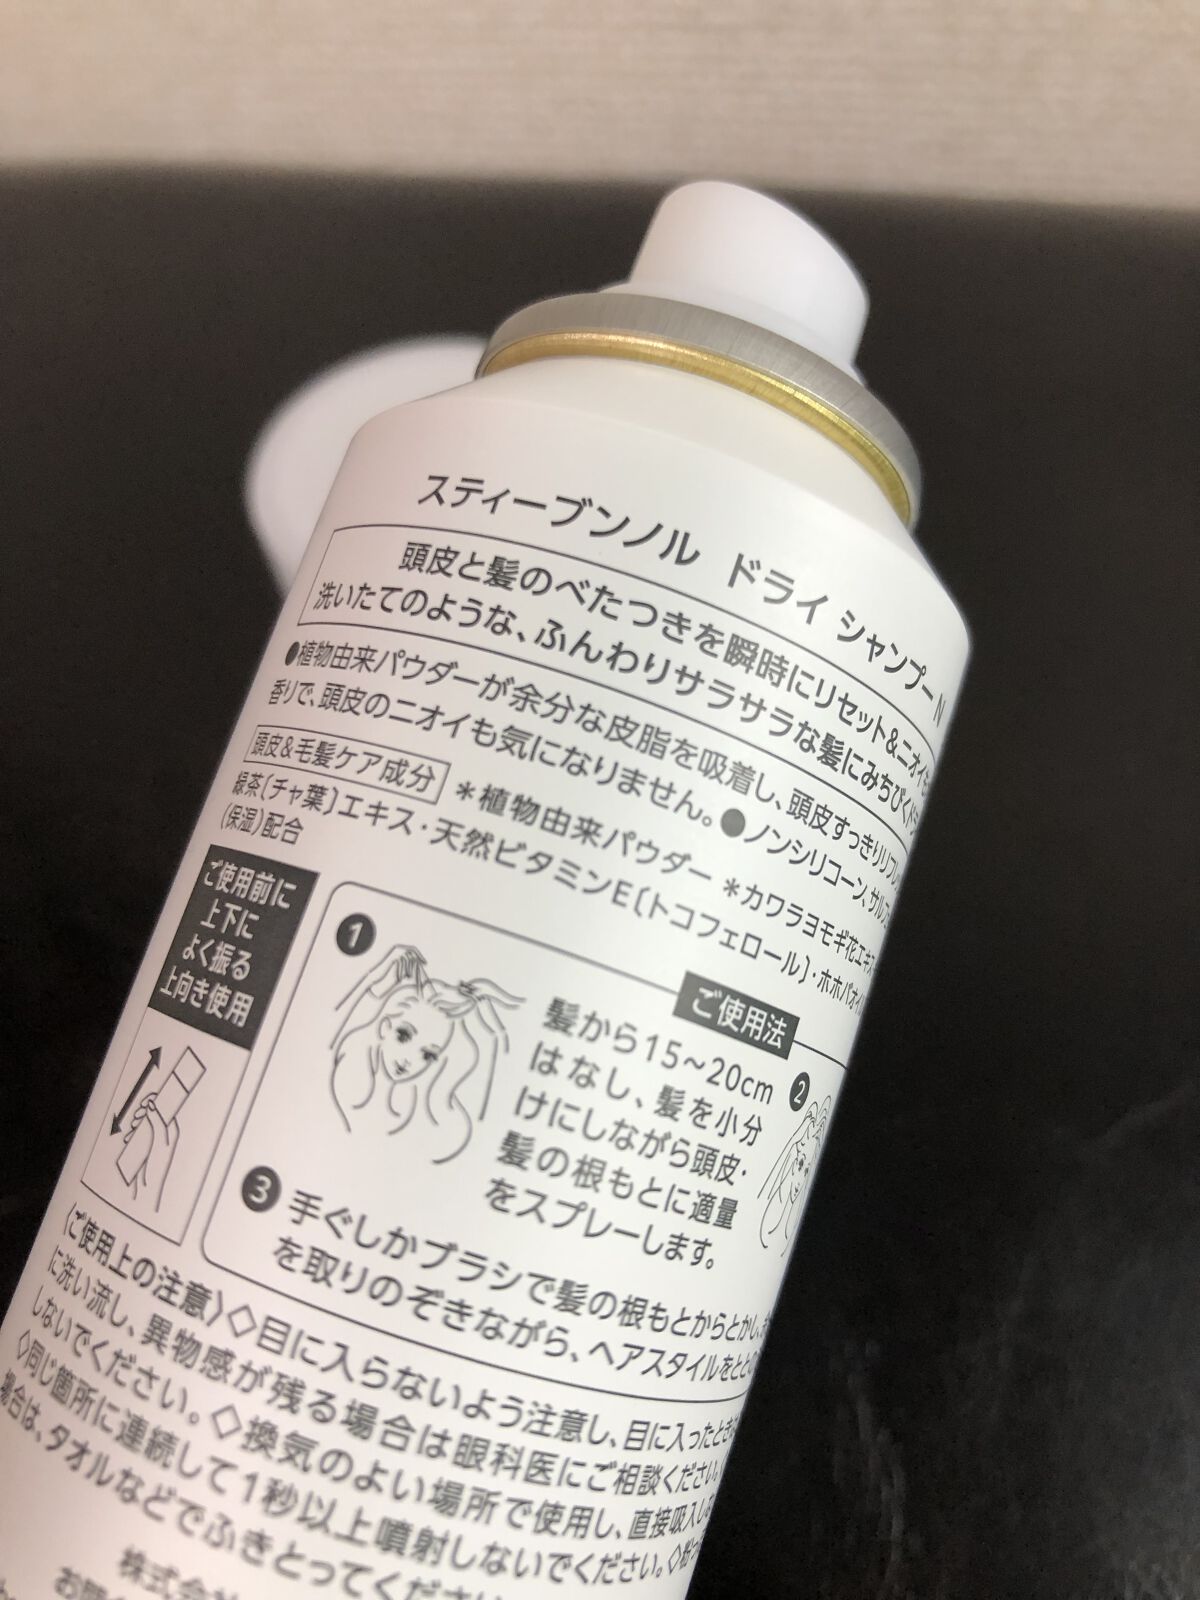 スティーブンノル ドライ シャンプーN
頭皮と髪のべたつきを瞬時にリセット&ニオイも
洗いたてのような、ふんわりサラサラな髪にみちびくド
●植物由来パウダーが余分な皮脂を吸着し、頭皮すっきりリフレ
香りで、頭皮のニオイも気になりません。●ノンシリコーン、サルフ
頭皮&毛髪ケア成分 *植物由来パウダー *カワラヨモギ花エキス
緑茶〔チャ葉〕エキス・天然ビタミンE〔トコフェロール〕・ホホバオイ
(保湿)配合
ご使用前に
上下に
よく振る
上向き使用
ご使用法
1
髪から15~20cm
はなし、髪を小分
けにしながら頭皮・
髪の根もとに適量
をスプレーします。
2
3 手ぐしかブラシで髪の根もとからとかし、
を取りのぞきながら、ヘアスタイルをととの
〈ご使用上の注意〉◇目に入らないよう注意し、目に入ったときは
に洗い流し、異物感が残る場合は眼科医にご相談ください。
しないでください。◇換気のよい場所で使用し、直接吸入し
◇同じ箇所に連続して1秒以上噴射しないでください。◇粉っ
場合は、タオルなどでふきとってください
株式会社
お買